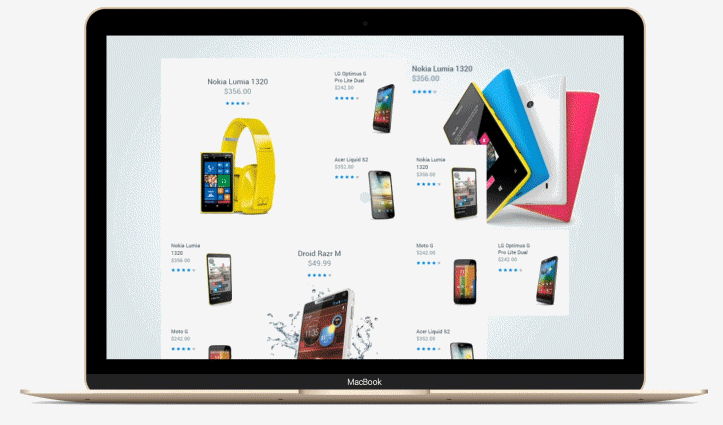 Nokia Lumia 1320
$356.00
LG Optimus G
Pro Lite Dual
$242.00
Nokia Lumia 1320
$356.00
Acer Liquid S2
$352.00
Nokia Lumia
1320
$356.00
Nokia Lumia
1320
$356.00
Droid Razr M
$49.99
Moto G
$242.00
LG Optimus G
Pro Lite Dual
$242.00
11:35
Moto G
$242.00
Acer Liquid S2
$352.00
MacBook